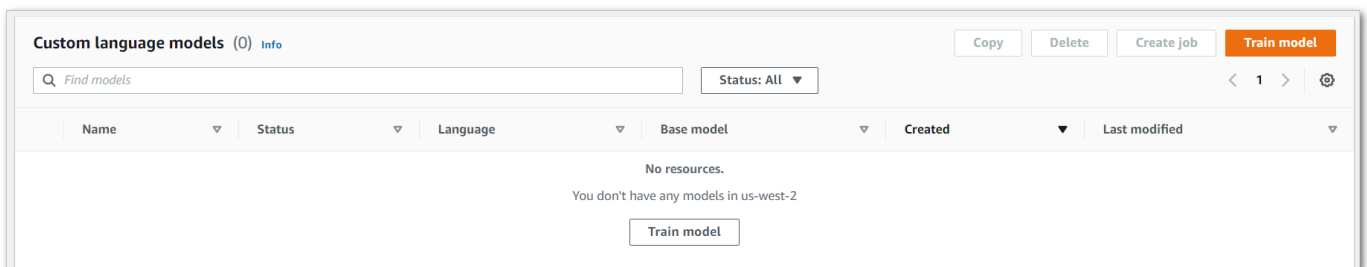 Custom language models (0) Info Copy Delete Create job Train model
Find models Status: All 1
Name Status Language Base model Created Last modified
No resources.
You don't have any models in us-west-2
Train model